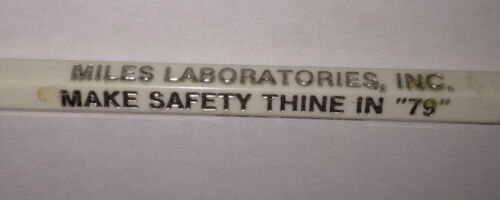 MILES LABORATORIES, INC.
MAKE SAFETY THINE IN "79"